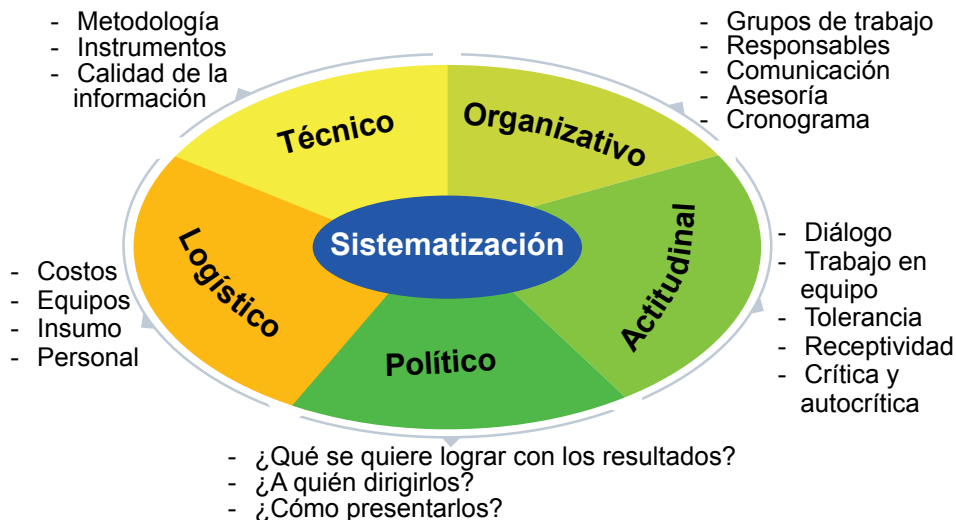 - Metodología
- Instrumentos
- Calidad de la
información
- Grupos de trabajo
- Responsables
- Comunicación
- Asesoría
- Cronograma
Técnico
Organizativo
Sistematización
Logístico
Actitudinal
Político
- Costos
- Equipos
- Insumo
- Personal
- Diálogo
- Trabajo en
equipo
- Tolerancia
- Receptividad
- Crítica y
autocrítica
- ¿Qué se quiere lograr con los resultados?
- ¿A quién dirigirlos?
- ¿Cómo presentarlos?